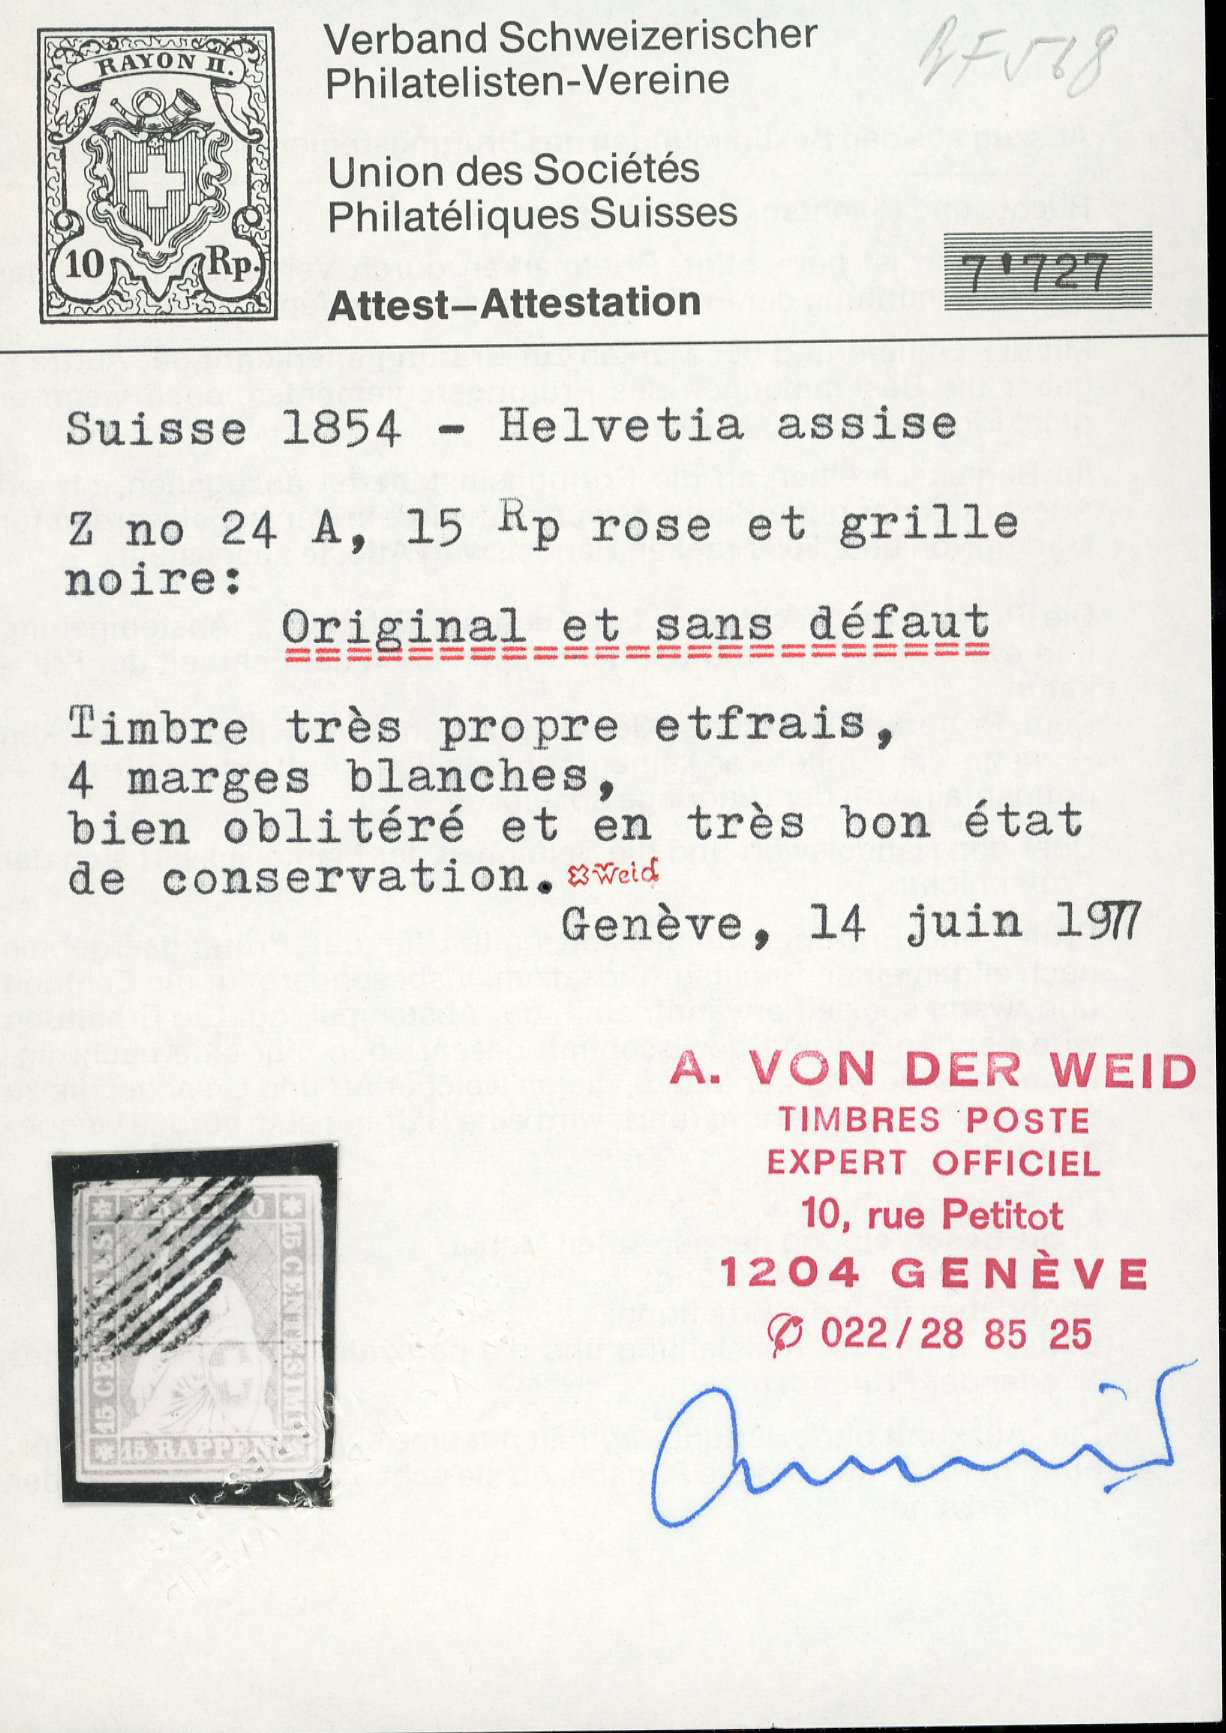 RAYON II.
10 Rp.
Verband Schweizerischer
Philatelisten-Vereine
Union des Sociétés
Philatéliques Suisses
Attest–Attestation
7'727
Suisse 1854 - Helvetia assise
Z no 24 A, 15 Rp rose et grille
noire:
Original et sans défaut
Timbre très propre etfrais,
4 marges blanches,
bien oblitéré et en très bon état
de conservation. Weid
Genève, 14 juin 1977
A. VON DER WEID
TIMBRES POSTE
EXPERT OFFICIEL
10, rue Petitot
1204 GENÈVE
022/28 85 25
15 CENTESIMI
15 RAPPEN